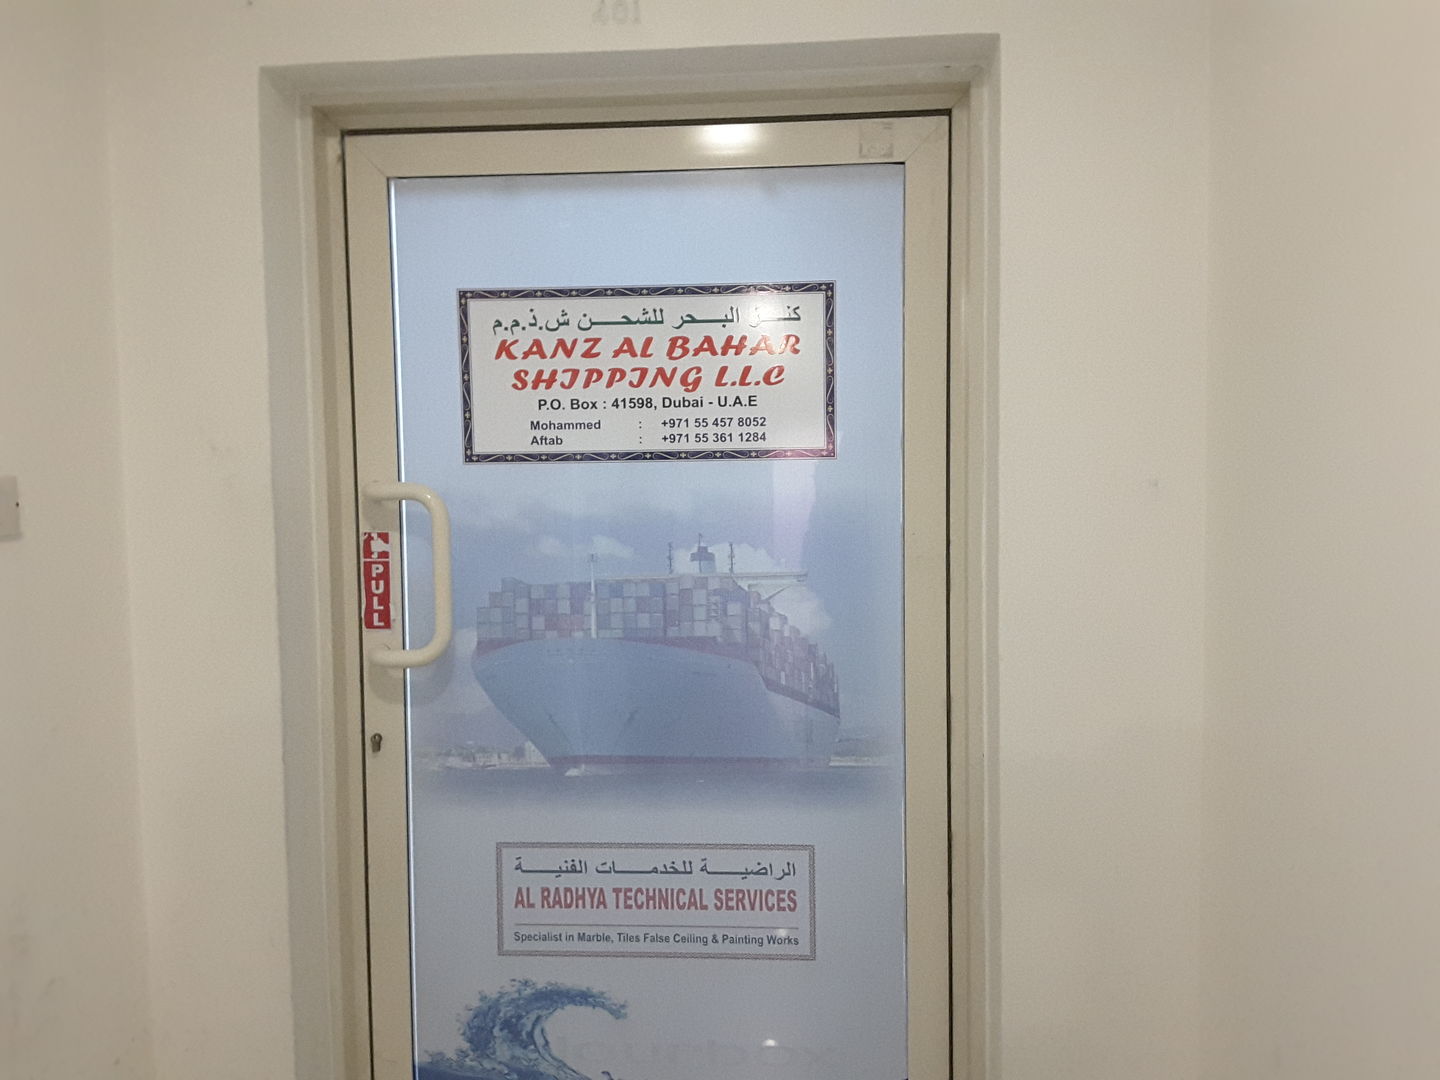 401
كنز البحر للشحن ش.ذ.م.م
KANZ AL BAHAR
SHIPPING L.L.C
P.O. Box : 41598, Dubai - U.A.E
Mohammed : +971 55 457 8052
Aftab : +971 55 361 1284
PULL
الراضية للخدمات الفنية
AL RADHYA TECHNICAL SERVICES
Specialist in Marble, Tiles False Ceiling & Painting Works